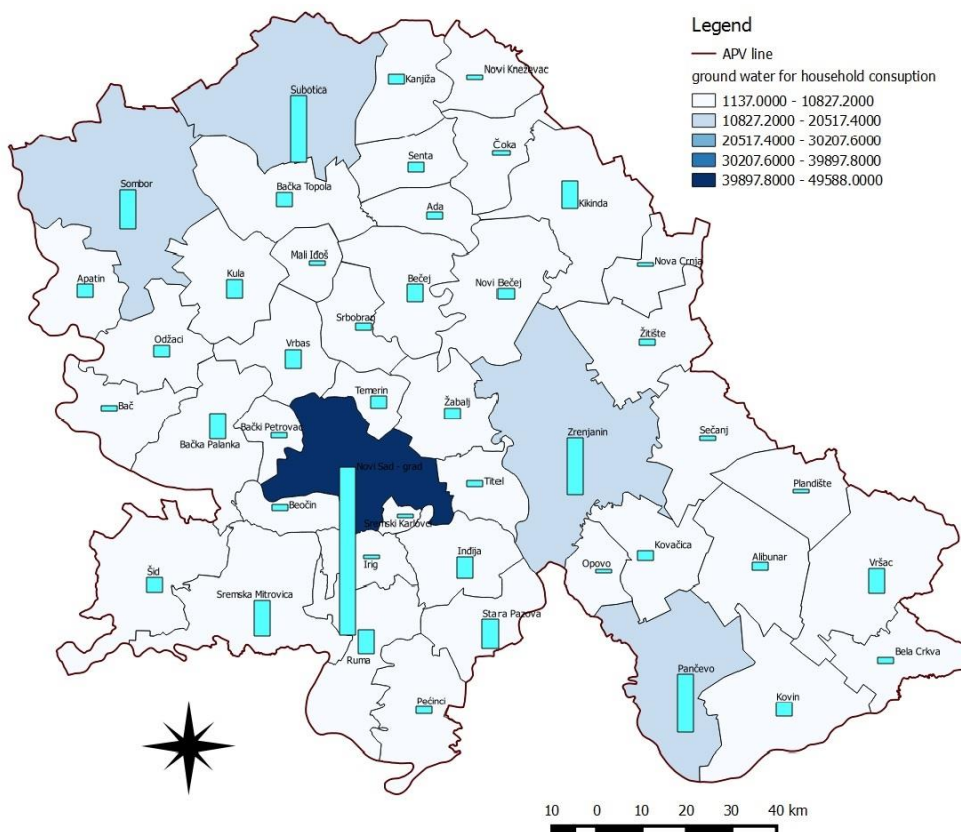 Legend
APV line
ground water for household consuption
1137.0000 - 10827.2000
10827.2000 - 20517.4000
20517.4000 - 30207.6000
30207.6000 - 39897.8000
39897.8000 - 49588.0000
Novi Kneževac
Kanjiža
Subotica
Čoka
Senta
Sombor
Bačka Topola
Kikinda
Ada
Mali Iđoš
Nova Crnja
Apatin
Kula
Bečej
Novi Bečej
Srbobraz
Odžaci
Vrbas
Žitište
Temerin
Bač
Žabalj
Bački Petrovac
Bačka Palanka
Zrenjanin
Sečanj
Novi Sad - grad
Titel
Plandište
Beočin
Sremski Karlovci
Kovačica
Irig
Inđija
Opovo
Alibunar
Vršac
Šid
Sremska Mitrovica
Stara Pazova
Bela Crkva
Ruma
Pančevo
Pećinci
Kovin
10 0 10 20 30 40 km